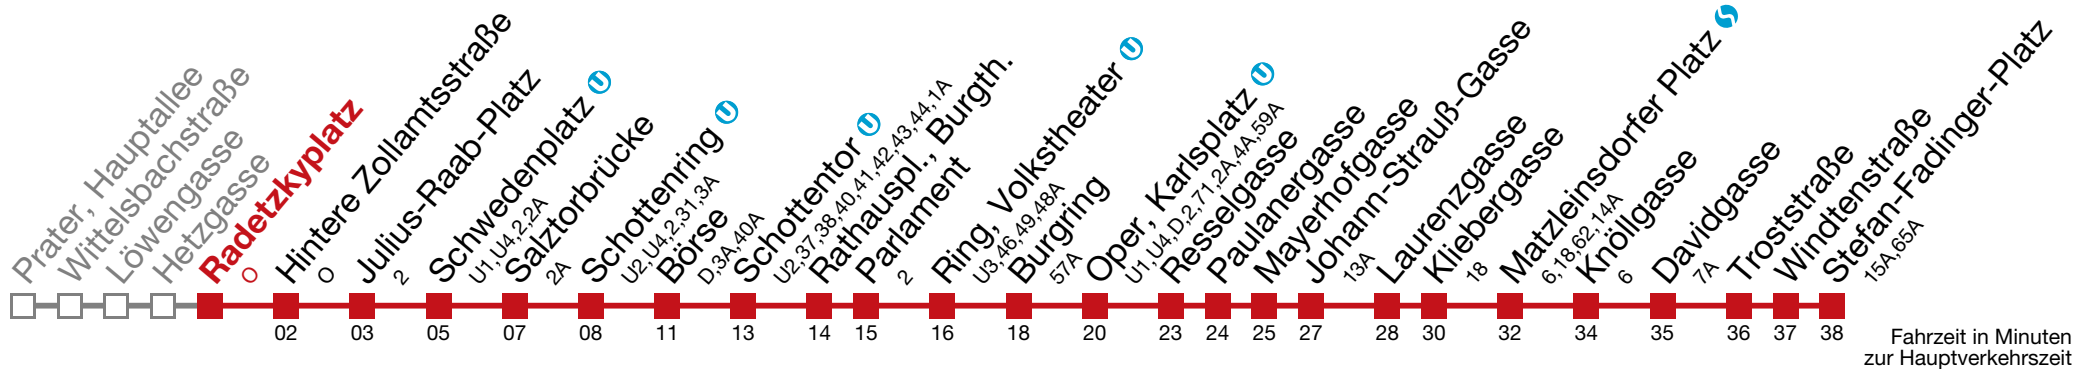 Prater, Hauptallee
Wittelsbachstraße
Löwengasse
Hetzgasse
Radetzkyplatz
O
Hintere Zollamtsstraße
O
Julius-Raab-Platz
2
Schwedenplatz U
U1,U4,2,2A
Salztorbrücke
2A
Schottenring U
U2,U4,2,31,3A
Börse
D,3A,40A
Schottentor U
U2,37,38,40,41,42,43,44,1A
Rathauspl., Burgth.
Parlament
2
Ring, Volkstheater U
U3,46,49,48A
Burgring
57A
Oper, Karlsplatz U
U1,U4,D,2,71,2A,4A,59A
Resselgasse
Paulanergasse
Mayerhofgasse
Johann-Strauß-Gasse
13A
Laurenzgasse
Kliebergasse
18
Matzleinsdorfer Platz S
6,18,62,14A
Knöllgasse
6
Davidgasse
7A
Troststraße
Windtenstraße
Stefan-Fadinger-Platz
15A,65A
02 03 05 07 08 11 13 14 15 16 18 20 23 24 25 27 28 30 32 34 35 36 37 38
Fahrzeit in Minuten
zur Hauptverkehrszeit